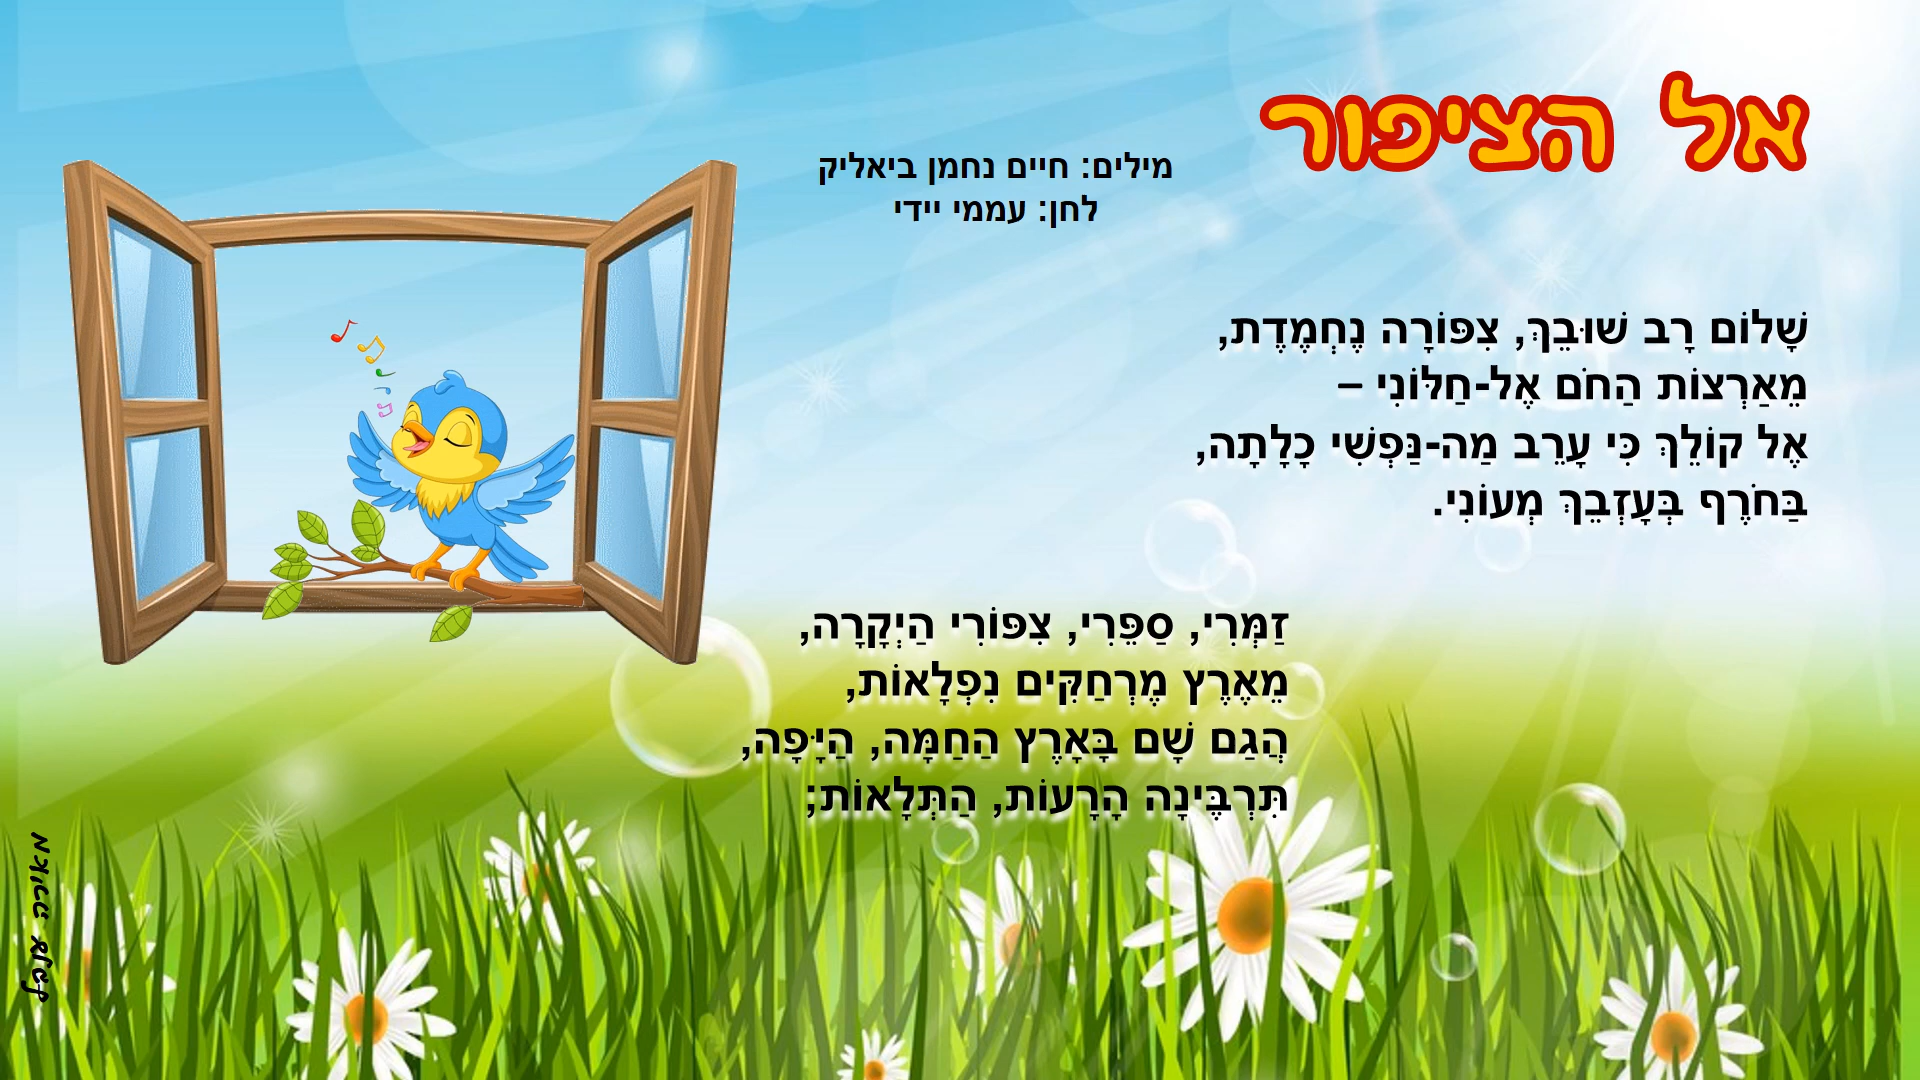 אל הציפור
מילים: חיים נחמן ביאליק
לחן: עממי יידי
שָׁלוֹם רָב שׁוּבֵךְ, צִפּוֹרָה נֶחְמֶדֶת,
מֵאַרְצוֹת הַחֹם אֶל-חַלּוֹנִי –
אֶל קוֹלֵךְ כִּי עָרֵב מַה-נַּפְשִׁי כָלָתָה,
בַּחֹרֶף בְּעָזְבֵךְ מְעוֹנִי.
זַמְּרִי, סַפֵּרִי, צִפּוֹרִי הַיְקָרָה,
מֵאֶרֶץ מֶרְחַקִּים נִפְלָאוֹת,
הֲגַם שָׁם בָּאָרֶץ הַחַמָּה, הַיָּפָה,
תִּרְבֶּינָה הָרָעוֹת, הַתְּלָאוֹת;